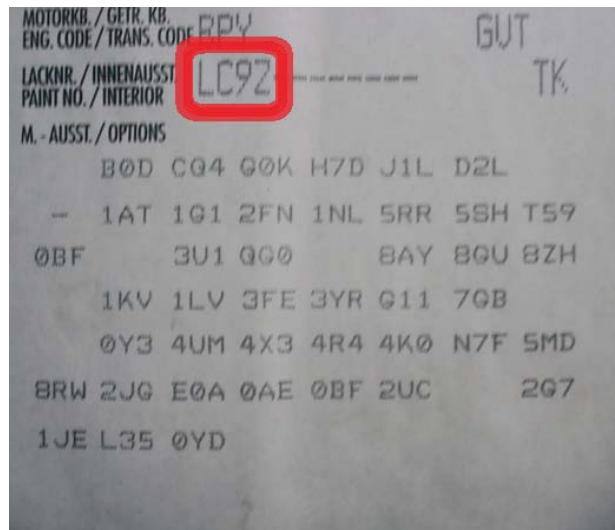 MOTORKB. / GETR. KB.
ENG. CODE / TRANS. CODE BPY GUT
LACKNR. / INNENAUSST.
PAINT NO. / INTERIOR LC9Z-------- TK
M. - AUSST. / OPTIONS
B0D CQ4 G0K H7D J1L D2L
- 1AT 1G1 2FN 1NL 5RR 5SH T59
0BF 3U1 QG0 8AY 8GU 8ZH
1KV 1LV 3FE 3YR G11 7GB
0Y3 4UM 4X3 4R4 4K0 N7F 5MD
8RW 2JG E0A 0AE 0BF 2UC 2G7
1JE L35 0YD